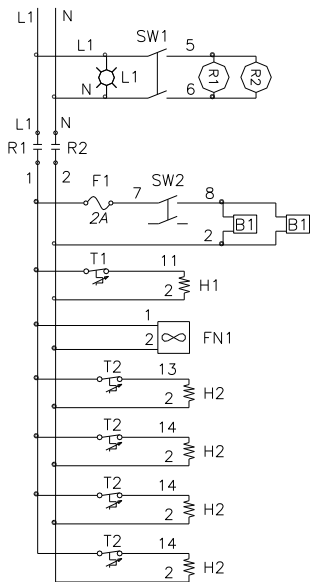 L1 N
L1 SW1 5
L1 R1 R2
N 6
L1 N
R1 R2
1 2
F1 7 SW2 8
2A
B1 B1
2
T1 11
2 H1
1
2 FN1
T2 13
2 H2
T2 14
2 H2
T2 14
2 H2
T2 14
2 H2